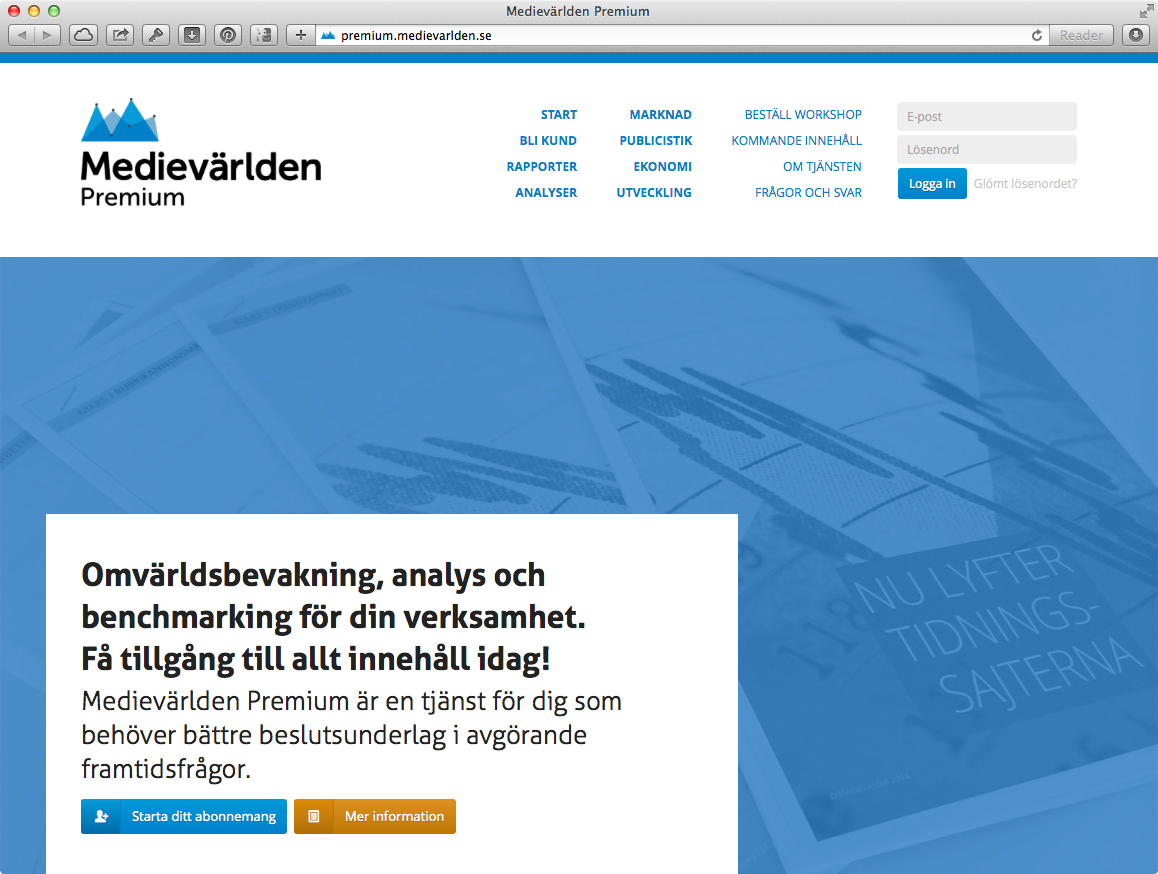 Medievärlden Premium
premium.medievarlden.se
Reader
Medievärlden
Premium
START
BLI KUND
RAPPORTER
ANALYSER
MARKNAD
PUBLICISTIK
EKONOMI
UTVECKLING
BESTÄLL WORKSHOP
KOMMANDE INNEHÅLL
OM TJÄNSTEN
FRÅGOR OCH SVAR
E-post
Lösenord
Logga in Glömt lösenordet?
NU LYFTER
TIDNINGS-
SAJTERNA
Omvärldsbevakning, analys och
benchmarking för din verksamhet.
Få tillgång till allt innehåll idag!
Medievärlden Premium är en tjänst för dig som
behöver bättre beslutsunderlag i avgörande
framtidsfrågor.
Starta ditt abonnemang Mer information